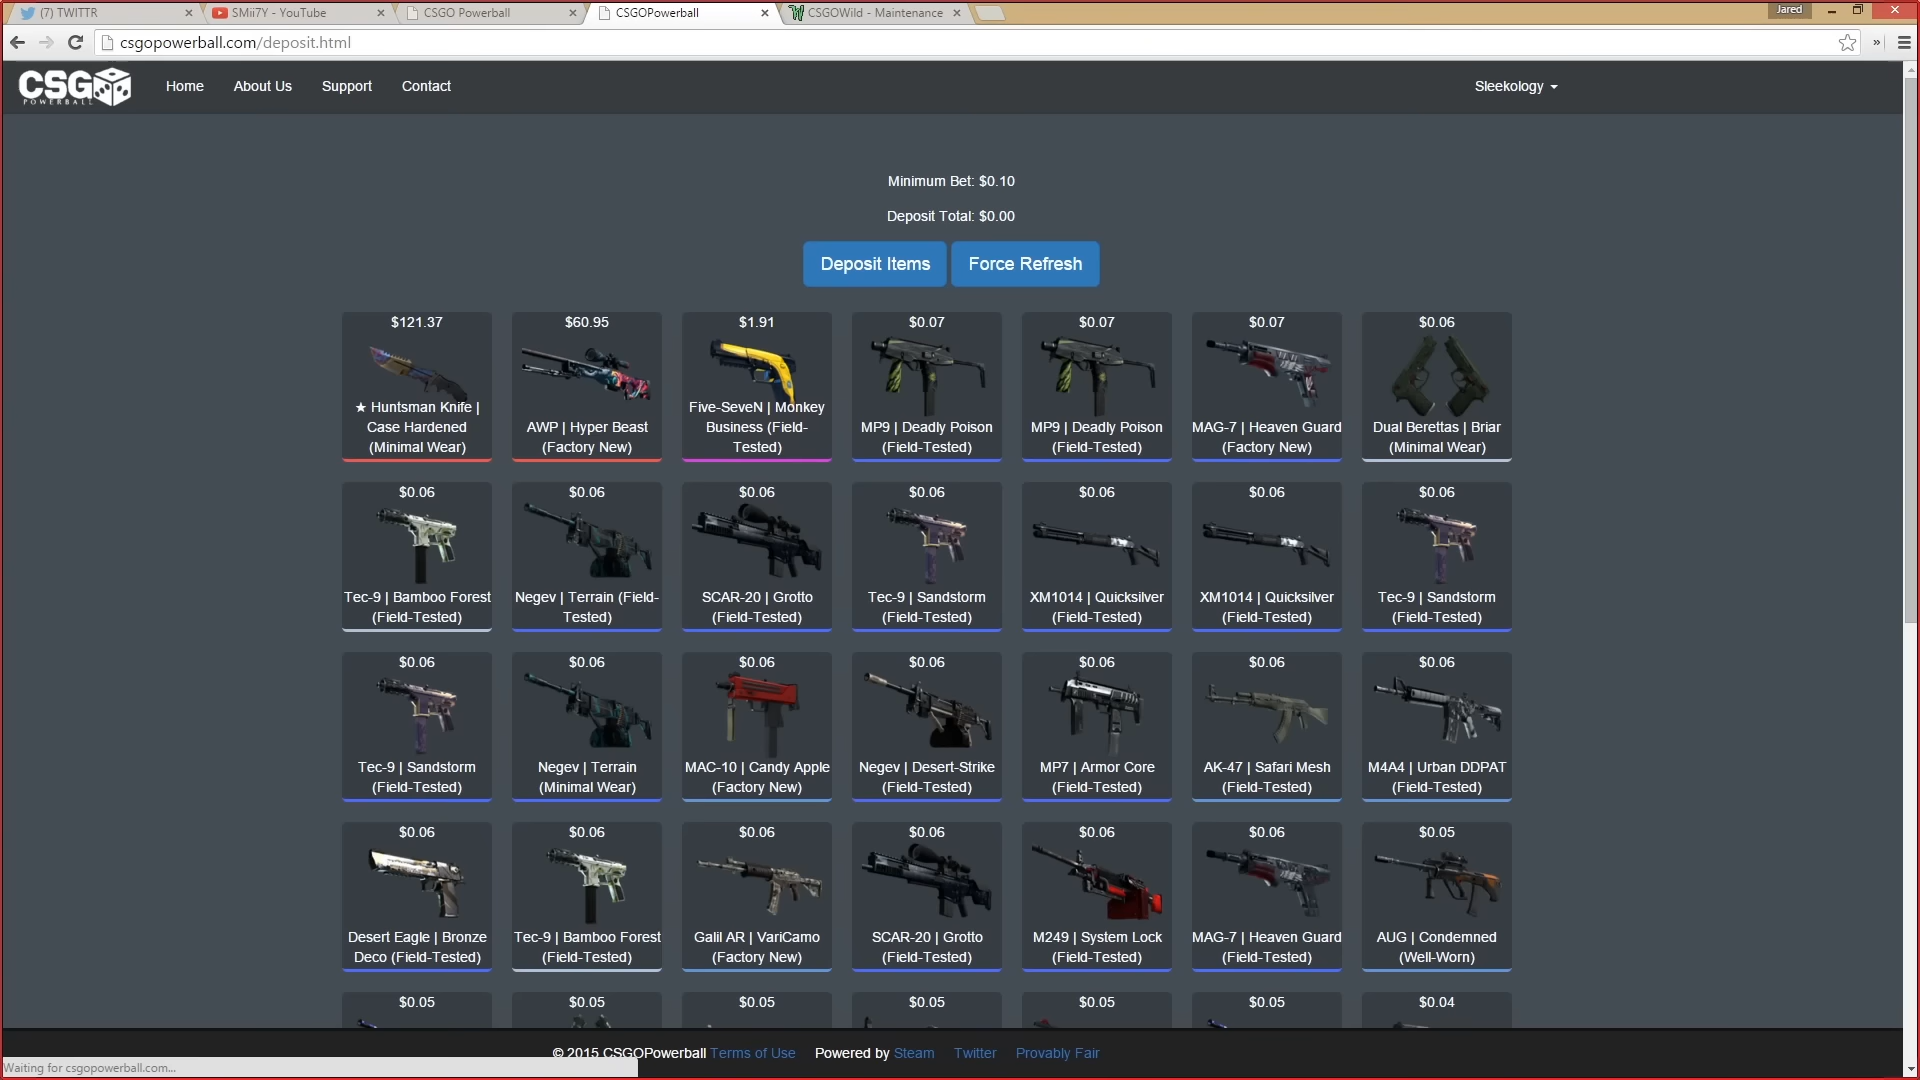 (7) TWITTR
SMii7Y - YouTube
CSGO Powerball
CSGOPowerball
CSGOWild - Maintenance
Jared
csgopowerball.com/deposit.html
CSGO
POWERBALL
Home
About Us
Support
Contact
Sleekology
Minimum Bet: $0.10
Deposit Total: $0.00
Deposit Items
Force Refresh
$121.37
★ Huntsman Knife |
Case Hardened
(Minimal Wear)
$60.95
AWP | Hyper Beast
(Factory New)
$1.91
Five-SeveN | Monkey
Business (Field-
Tested)
$0.07
MP9 | Deadly Poison
(Field-Tested)
$0.07
MP9 | Deadly Poison
(Field-Tested)
$0.07
MAG-7 | Heaven Guard
(Factory New)
$0.06
Dual Berettas | Briar
(Minimal Wear)
$0.06
Tec-9 | Bamboo Forest
(Field-Tested)
$0.06
Negev | Terrain (Field-
Tested)
$0.06
SCAR-20 | Grotto
(Field-Tested)
$0.06
Tec-9 | Sandstorm
(Field-Tested)
$0.06
XM1014 | Quicksilver
(Field-Tested)
$0.06
XM1014 | Quicksilver
(Field-Tested)
$0.06
Tec-9 | Sandstorm
(Field-Tested)
$0.06
Tec-9 | Sandstorm
(Field-Tested)
$0.06
Negev | Terrain
(Minimal Wear)
$0.06
MAC-10 | Candy Apple
(Factory New)
$0.06
Negev | Desert-Strike
(Field-Tested)
$0.06
MP7 | Armor Core
(Field-Tested)
$0.06
AK-47 | Safari Mesh
(Field-Tested)
$0.06
M4A4 | Urban DDPAT
(Field-Tested)
$0.06
Desert Eagle | Bronze
Deco (Field-Tested)
$0.06
Tec-9 | Bamboo Forest
(Field-Tested)
$0.06
Galil AR | VariCamo
(Factory New)
$0.06
SCAR-20 | Grotto
(Field-Tested)
$0.06
M249 | System Lock
(Field-Tested)
$0.06
MAG-7 | Heaven Guard
(Field-Tested)
$0.05
AUG | Condemned
(Well-Worn)
$0.05
$0.05
$0.05
$0.05
$0.05
$0.05
$0.04
© 2015 CSGOPowerball Terms of Use Powered by Steam Twitter Provably Fair
Waiting for csgopowerball.com...